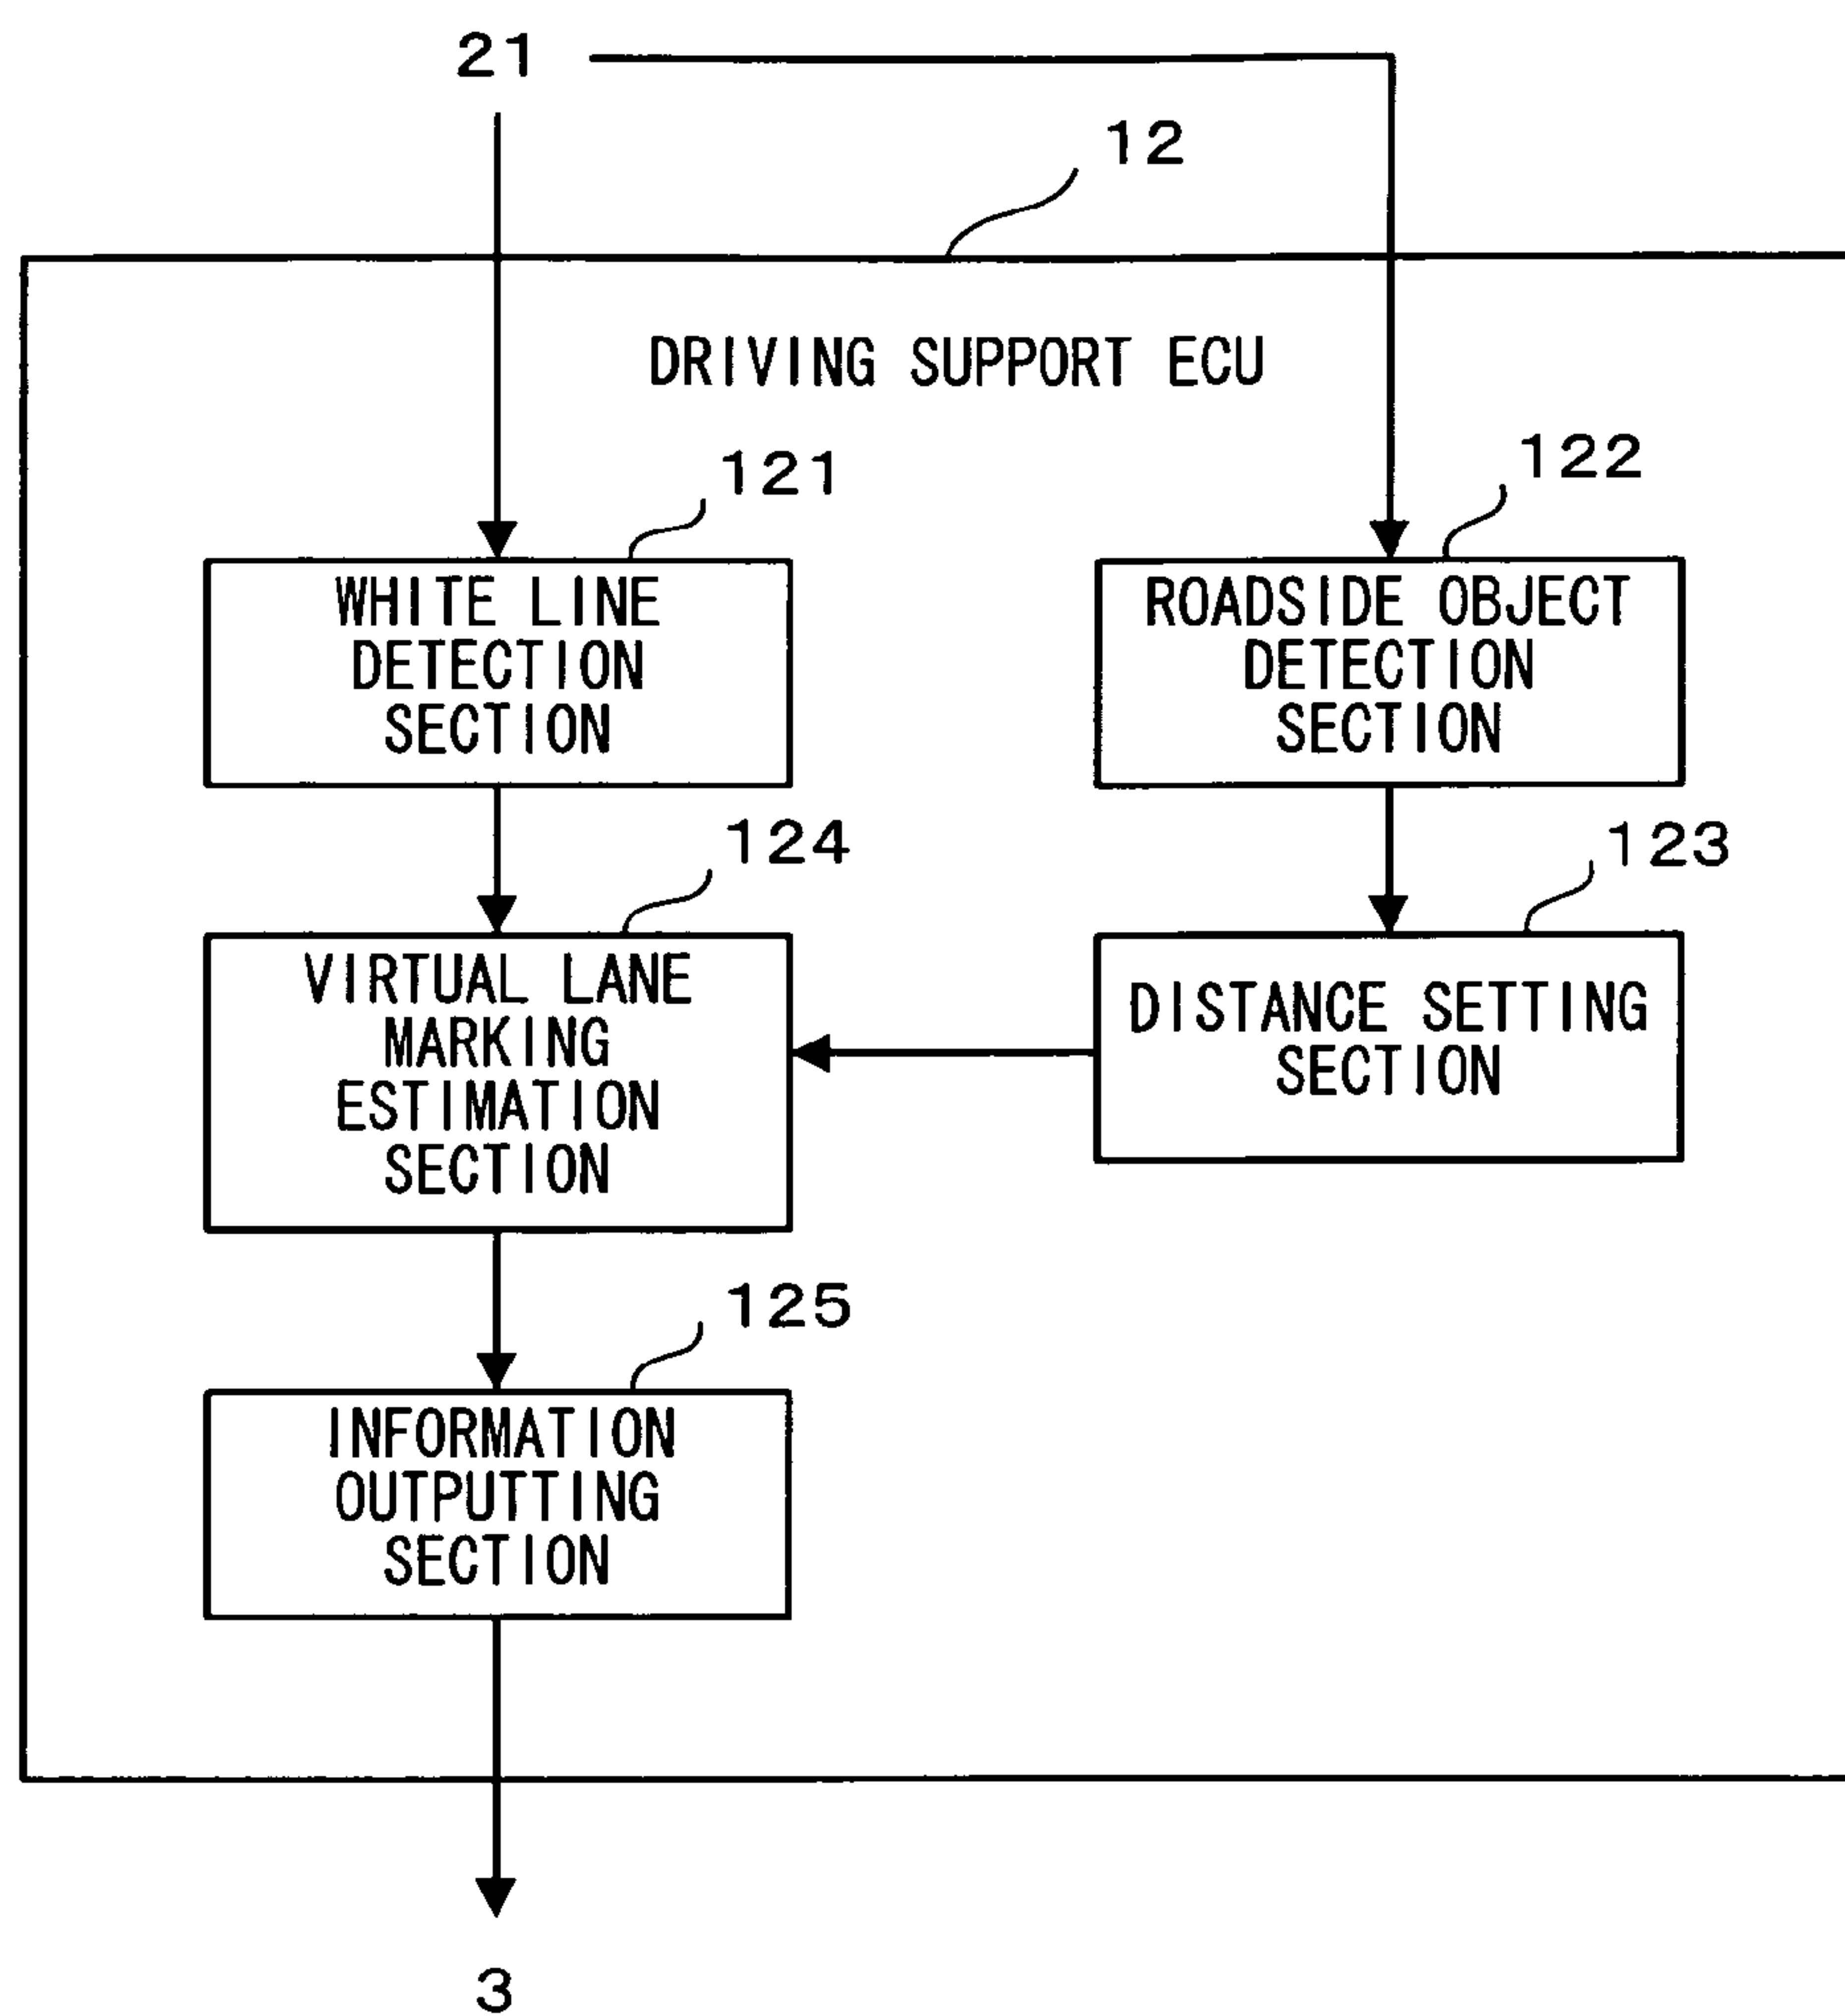 21
12
DRIVING SUPPORT ECU
121
WHITE LINE
DETECTION
SECTION
122
ROADSIDE OBJECT
DETECTION
SECTION
124
VIRTUAL LANE
MARKING
ESTIMATION
SECTION
123
DISTANCE SETTING
SECTION
125
INFORMATION
OUTPUTTING
SECTION
3